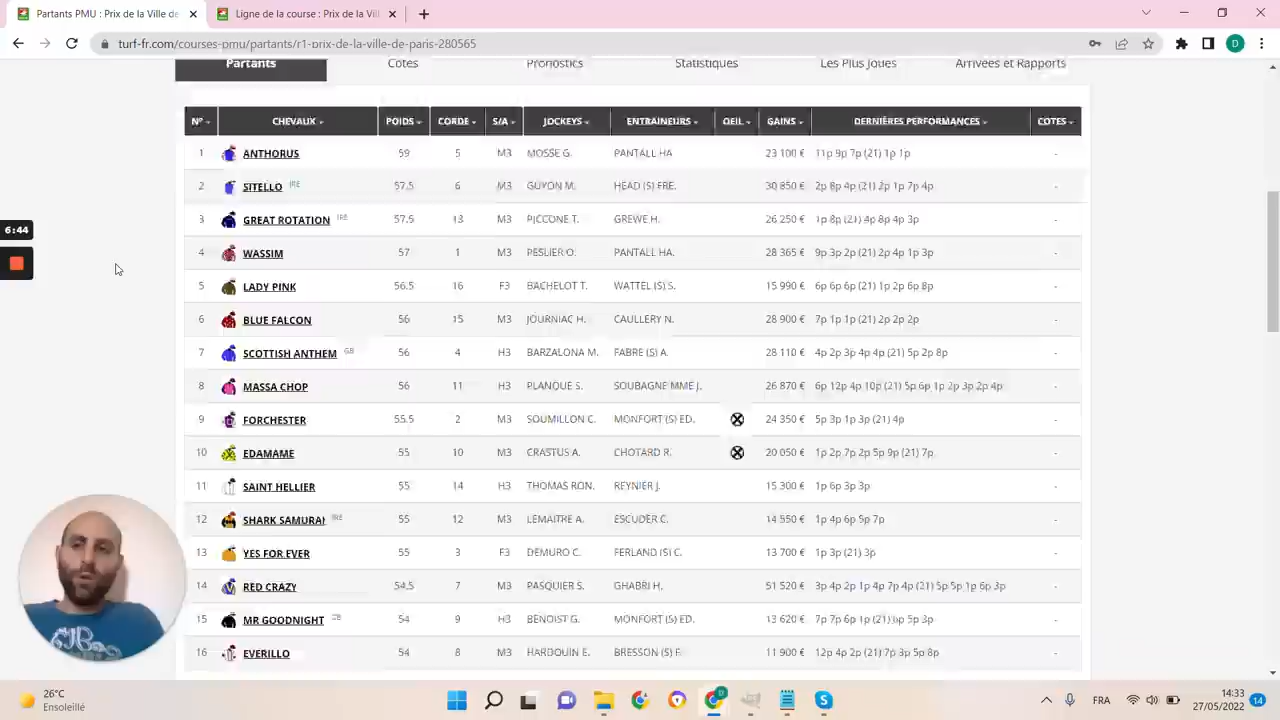 Partants PMU : Prix de la Ville de
Ligne de la course : Prix de la Vill
turf-fr.com/courses-pmu/partants/r1-prix-de-la-ville-de-paris-280565
D
Partants Cotes Pronostics Statistiques Les Plus Joués Arrivées et Rapports
N° CHEVAUX POIDS CORDE S/A JOCKEYS ENTRAÎNEURS OEIL GAINS DERNIÈRES PERFORMANCES COTES
1 ANTHORUS 59 5 M3 MOSSE G. PANTALL HA 23 100 € 11p 9p 7p (21) 1p 1p -
2 SITELLO IRE 57.5 6 M3 GUYON M. HEAD (S) FRE. 30 850 € 2p 8p 4p (21) 2p 1p 7p 4p -
3 GREAT ROTATION IRE 57.5 13 M3 PICCONE T. GREWE H. 26 250 € 1p 8p (21) 4p 8p 4p 3p -
4 WASSIM 57 1 M3 PESLIER O. PANTALL HA. 28 365 € 9p 3p 2p (21) 2p 4p 1p 3p -
5 LADY PINK 56.5 16 F3 BACHELOT T. WATTEL (S) S. 15 990 € 6p 6p 6p (21) 1p 2p 6p 8p -
6 BLUE FALCON 56 15 M3 JOURNIAC H. CAULLERY N. 28 900 € 7p 1p 1p (21) 2p 2p 2p -
7 SCOTTISH ANTHEM GB 56 4 H3 BARZALONA M. FABRE (S) A. 28 110 € 4p 2p 3p 4p 4p (21) 5p 2p 8p -
8 MASSA CHOP 56 11 H3 PLANQUE S. SOUBAGNE MME J. 26 870 € 6p 12p 4p 10p (21) 5p 6p 1p 2p 3p 2p 4p -
9 FORCHESTER 55.5 2 M3 SOUMILLON C. MONFORT (S) ED. 24 350 € 5p 3p 1p 3p (21) 4p -
10 EDAMAME 55 10 M3 CRASTUS A. CHOTARD R. 20 050 € 1p 2p 7p 2p 5p 9p (21) 7p -
11 SAINT HELLIER 55 14 H3 THOMAS RON. REYNIER J. 15 300 € 1p 6p 3p 3p -
12 SHARK SAMURAI IRE 55 12 M3 LEMAITRE A. ESCUDER C. 14 550 € 1p 4p 6p 5p 7p -
13 YES FOR EVER 55 3 F3 DEMURO C. FERLAND (S) C. 13 700 € 1p 3p (21) 3p -
14 RED CRAZY 54.5 7 M3 PASQUIER S. GHABRI H. 51 520 € 3p 4p 2p 1p 4p 7p 4p (21) 5p 5p 1p 6p 3p -
15 MR GOODNIGHT GB 54 9 H3 BENOIST G. MONFORT (S) ED. 13 620 € 7p 7p 6p 1p (21) 9p 5p 3p -
16 EVERILLO 54 8 M3 HARDOUIN E. BRESSON (S) F. 11 900 € 12p 4p 2p (21) 7p 3p 5p 8p -
6:44
26°C
Ensoleillé
FRA
14:33
27/05/2022
14